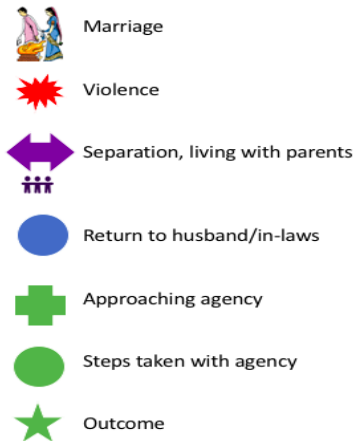 Marriage
Violence
Separation, living with parents
Return to husband/in-laws
Approaching agency
Steps taken with agency
Outcome